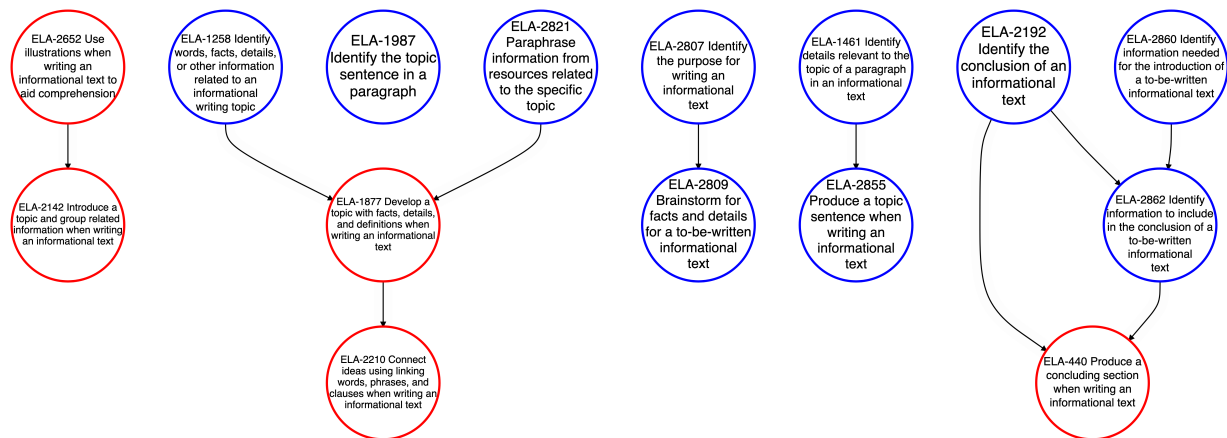 ELA-2652 Use
illustrations when
writing an
informational text to
aid comprehension
ELA-1258 Identify
words, facts, details,
or other information
related to an
informational
writing topic
ELA-1987
Identify the topic
sentence in a
paragraph
ELA-2821
Paraphrase
information from
resources related
to the specific
topic
ELA-2807 Identify
the purpose for
writing an
informational
text
ELA-1461 Identify
details relevant to the
topic of a paragraph
in an informational
text
ELA-2192
Identify the
conclusion of an
informational
text
ELA-2860 Identify
information needed
for the introduction of
a to-be-written
informational text
ELA-2142 Introduce a
topic and group related
information when writing
an informational text
ELA-1877 Develop a
topic with facts, details,
and definitions when
writing an informational
text
ELA-2809
Brainstorm for
facts and details
for a to-be-written
informational
text
ELA-2855
Produce a topic
sentence when
writing an
informational
text
ELA-2862 Identify
information to include
in the conclusion of a
to-be-written
informational
text
ELA-2210 Connect
ideas using linking
words, phrases, and
clauses when writing an
informational text
ELA-440 Produce a
concluding section
when writing an
informational text